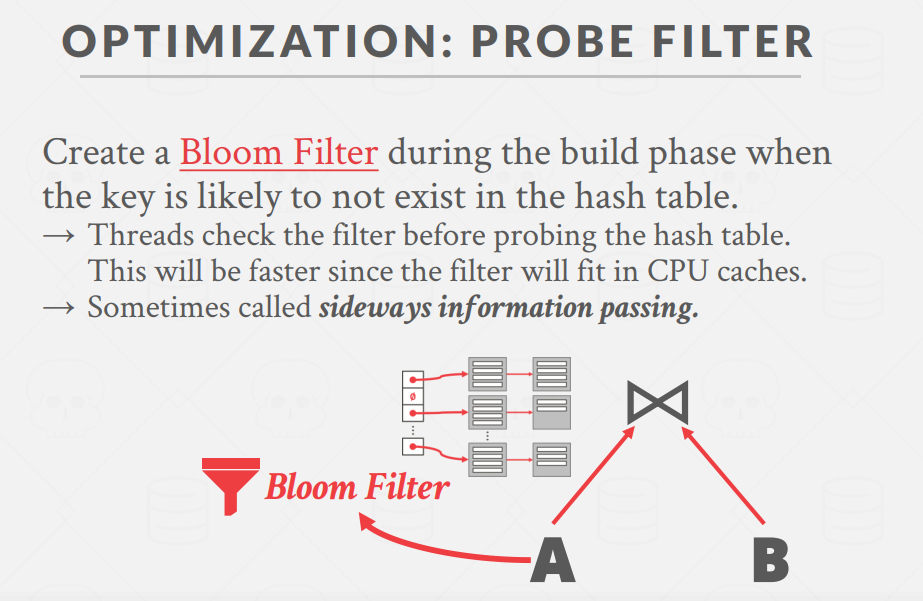 OPTIMIZATION: PROBE FILTER
Create a Bloom Filter during the build phase when
the key is likely to not exist in the hash table.
→ Threads check the filter before probing the hash table.
This will be faster since the filter will fit in CPU caches.
→ Sometimes called sideways information passing.
ø
⋮
⋮
Bloom Filter
A
B